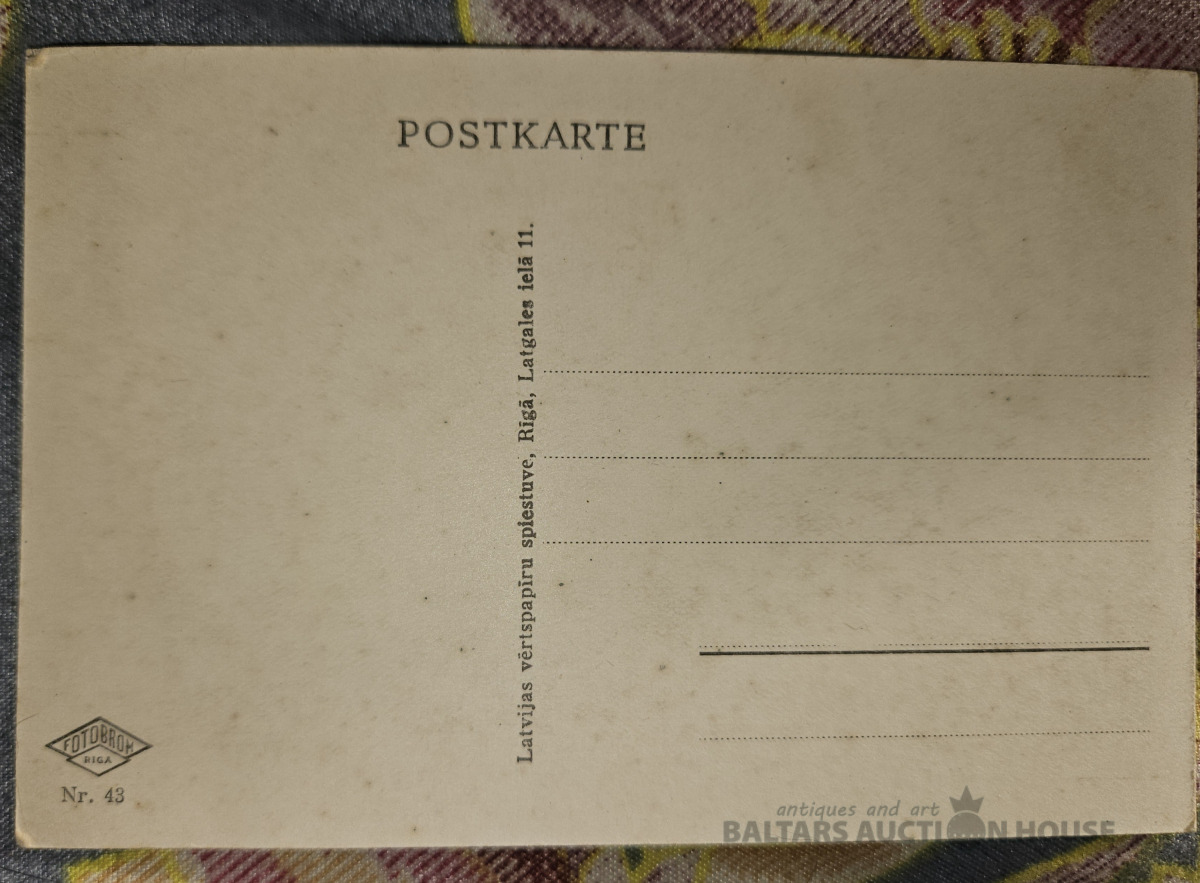 POSTKARTE
Latvijas vērtspapīru spiestuve, Rīgā, Latgales ielā 11.
FOTOBROM
RIGA
Nr. 43
antiques and art
BALTARS AUCTION HOUSE